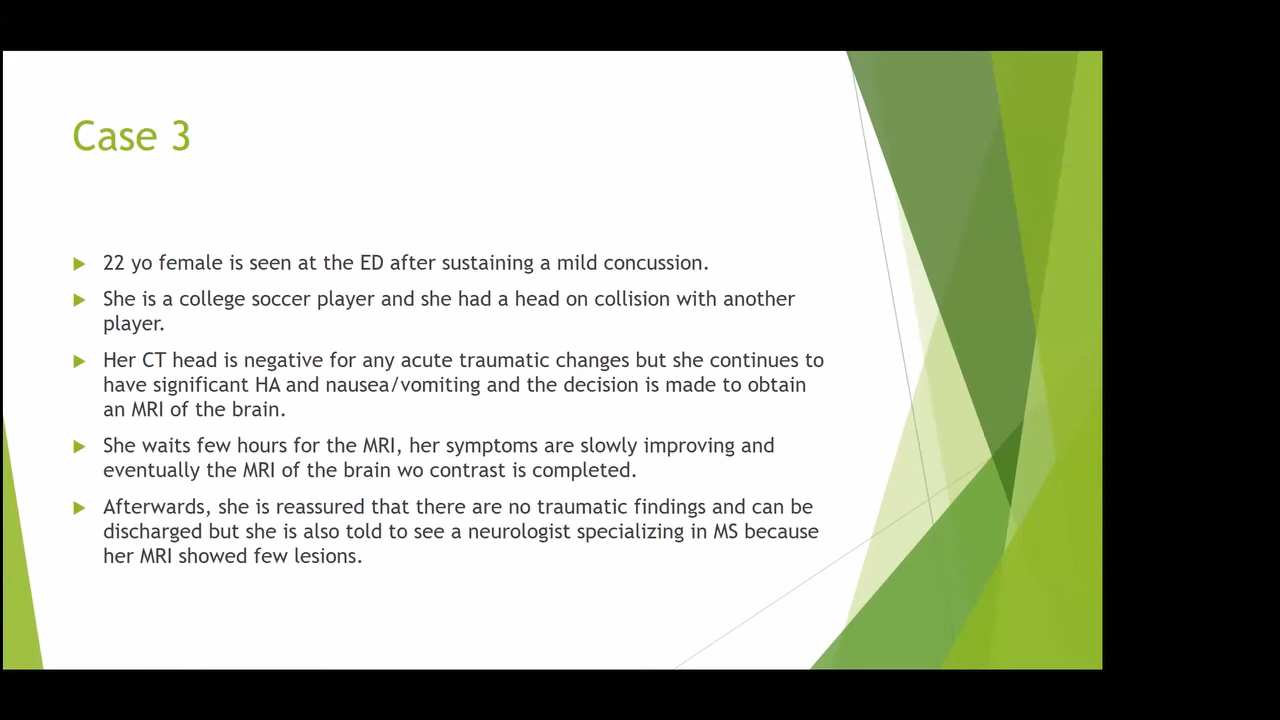 Case 3
22 yo female is seen at the ED after sustaining a mild concussion.
She is a college soccer player and she had a head on collision with another
player.
Her CT head is negative for any acute traumatic changes but she continues to
have significant HA and nausea/vomiting and the decision is made to obtain
an MRI of the brain.
She waits few hours for the MRI, her symptoms are slowly improving and
eventually the MRI of the brain wo contrast is completed.
Afterwards, she is reassured that there are no traumatic findings and can be
discharged but she is also told to see a neurologist specializing in MS because
her MRI showed few lesions.